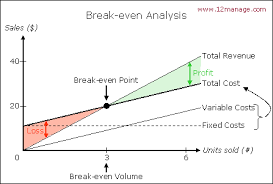 www.12manage.com
Break-even Analysis
Sales ($)
Total Revenue
Break-even Point
Profit
40
Total Cost
20
Variable Costs
Loss
Fixed Costs
0
3
6
Units sold (#)
Break-even Volume